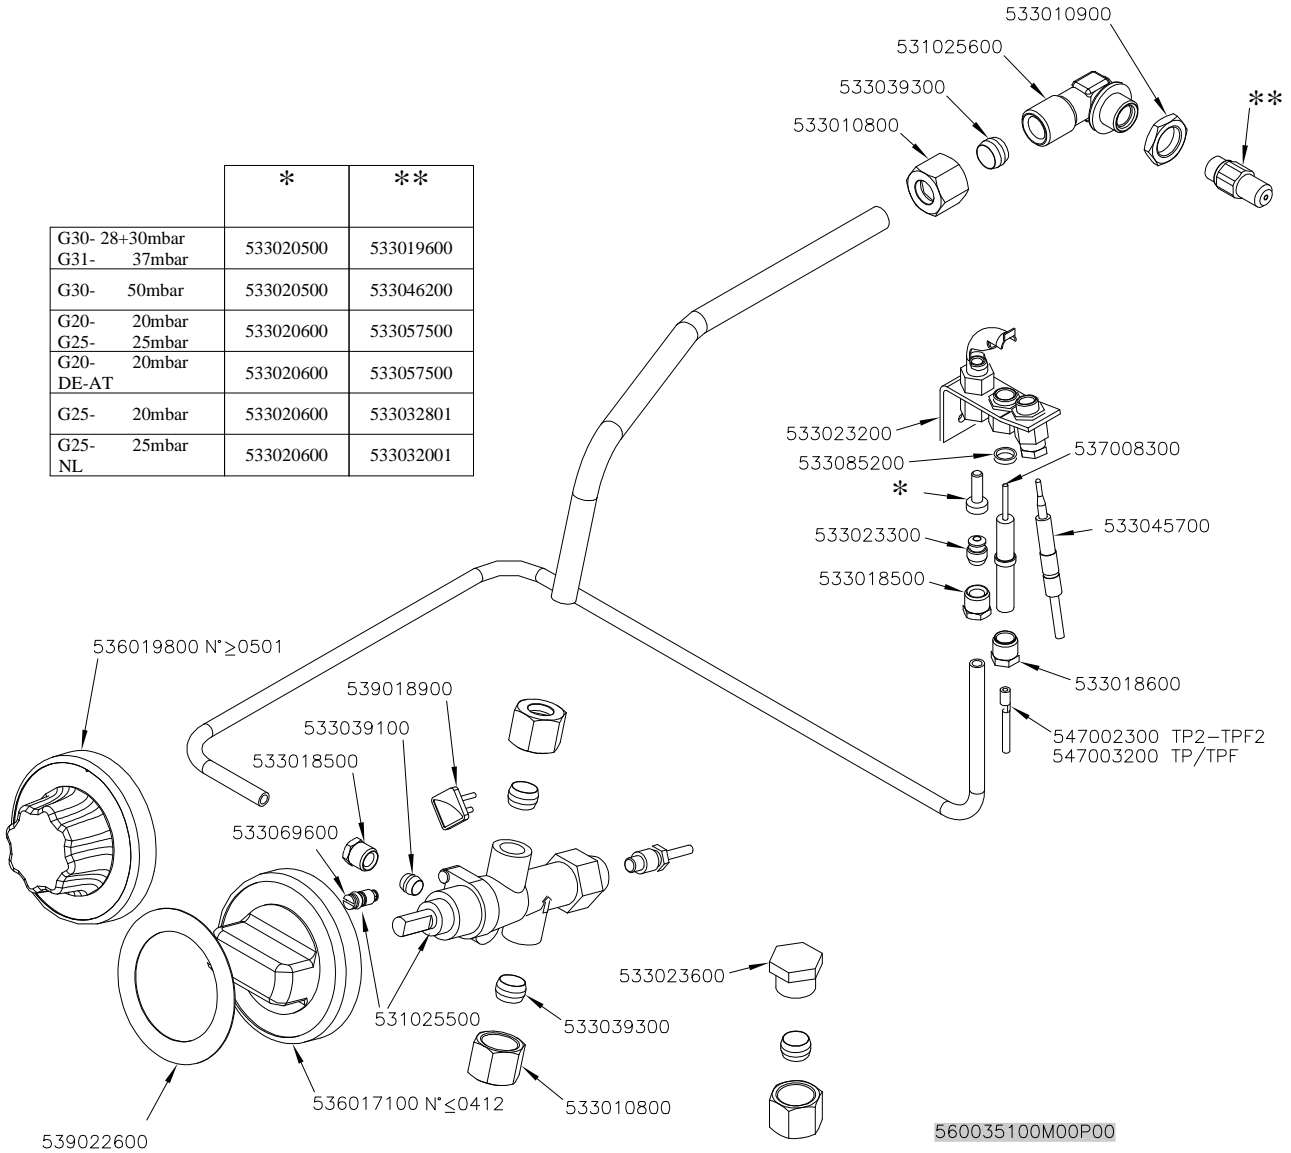 533010900
531025600
533039300
**
533010800
* **
G30- 28+30mbar
G31- 37mbar 533020500 533019600
G30- 50mbar 533020500 533046200
G20- 20mbar
G25- 25mbar 533020600 533057500
G20- 20mbar
DE-AT 533020600 533057500
G25- 20mbar 533020600 533032801
G25- 25mbar
NL 533020600 533032001
533023200
533085200
537008300
*
533045700
533023300
533018500
536019800 N°≥0501
533018600
539018900
533039100
547002300 TP2-TPF2
547003200 TP/TPF
533018500
533069600
533023600
531025500
533039300
536017100 N°≤0412
533010800
560035100M00P00
539022600